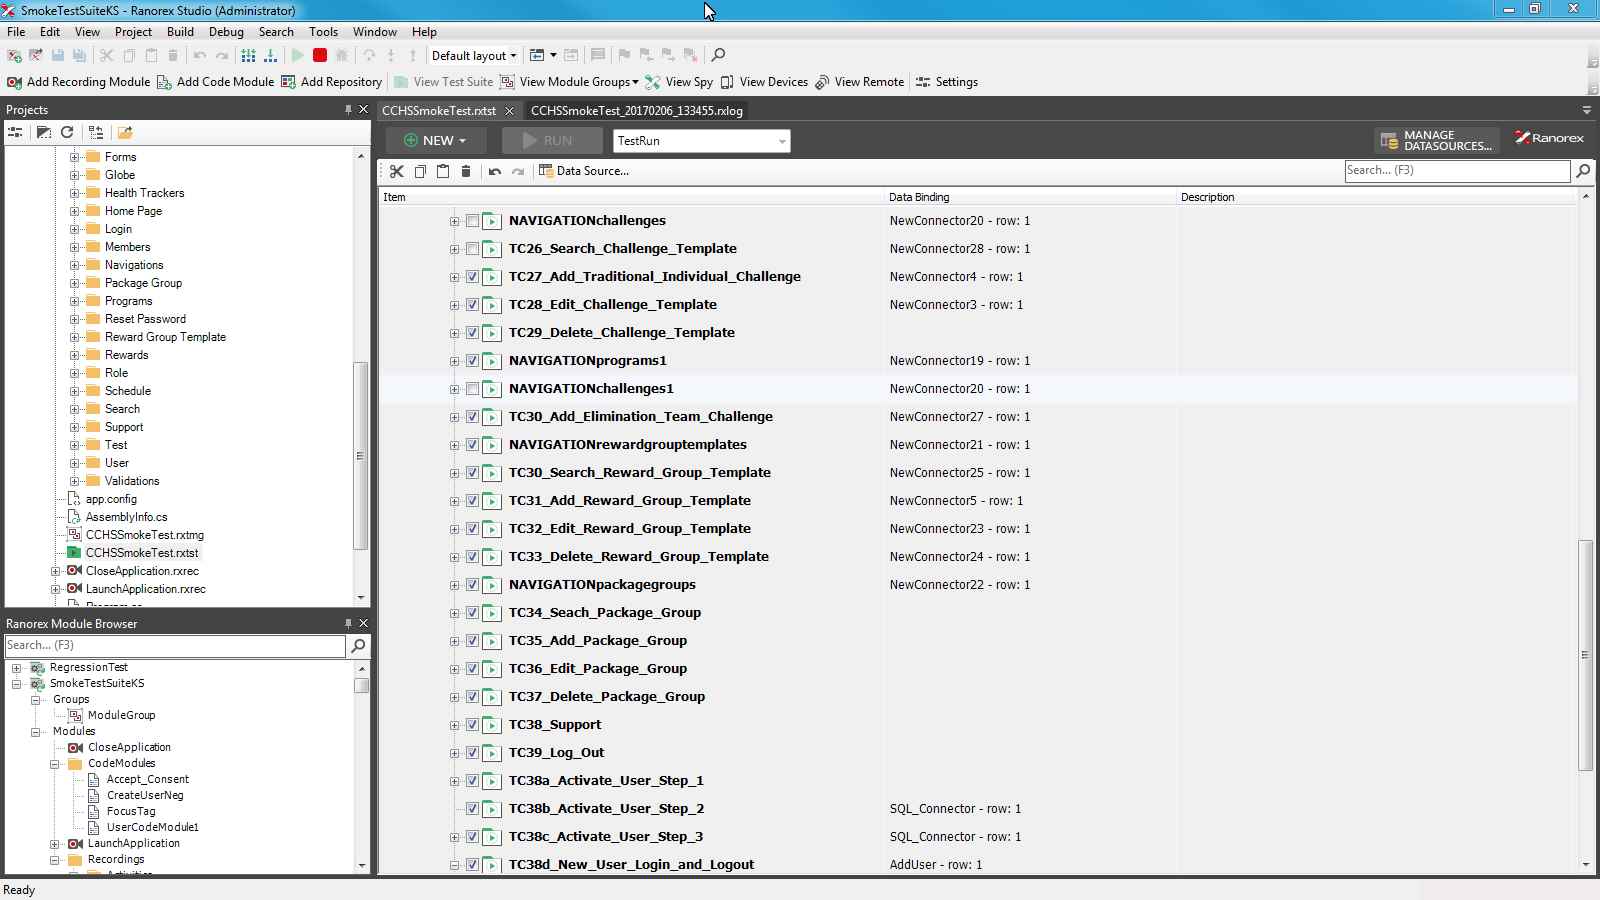 SmokeTestSuiteKS - Ranorex Studio (Administrator)
File Edit View Project Build Debug Search Tools Window Help
Default layout
Add Recording Module Add Code Module Add Repository View Test Suite View Module Groups View Spy View Devices View Remote Settings
Projects
Forms
Globe
Health Trackers
Home Page
Login
Members
Navigations
Package Group
Programs
Reset Password
Reward Group Template
Rewards
Role
Schedule
Search
Support
Test
User
Validations
app.config
AssemblyInfo.cs
CCHSSmokeTest.rxtmg
CCHSSmokeTest.rxtst
CloseApplication.rxrec
LaunchApplication.rxrec
Ranorex Module Browser
Search... (F3)
RegressionTest
SmokeTestSuiteKS
Groups
ModuleGroup
Modules
CloseApplication
CodeModules
Accept_Consent
CreateUserNeg
FocusTag
UserCodeModule1
LaunchApplication
Recordings
CCHSSmokeTest.rxtst CCHSSmokeTest_20170206_133455.rxlog
NEW RUN TestRun MANAGE DATASOURCES... Ranorex
Data Source... Search... (F3)
Item Data Binding Description
NAVIGATIONchallenges NewConnector20 - row: 1
TC26_Search_Challenge_Template NewConnector28 - row: 1
TC27_Add_Traditional_Individual_Challenge NewConnector4 - row: 1
TC28_Edit_Challenge_Template NewConnector3 - row: 1
TC29_Delete_Challenge_Template
NAVIGATIONprograms1 NewConnector19 - row: 1
NAVIGATIONchallenges1 NewConnector20 - row: 1
TC30_Add_Elimination_Team_Challenge NewConnector27 - row: 1
NAVIGATIONrewardgrouptemplates NewConnector21 - row: 1
TC30_Search_Reward_Group_Template NewConnector25 - row: 1
TC31_Add_Reward_Group_Template NewConnector5 - row: 1
TC32_Edit_Reward_Group_Template NewConnector23 - row: 1
TC33_Delete_Reward_Group_Template NewConnector24 - row: 1
NAVIGATIONpackagegroups NewConnector22 - row: 1
TC34_Seach_Package_Group
TC35_Add_Package_Group
TC36_Edit_Package_Group
TC37_Delete_Package_Group
TC38_Support
TC39_Log_Out
TC38a_Activate_User_Step_1
TC38b_Activate_User_Step_2 SQL_Connector - row: 1
TC38c_Activate_User_Step_3 SQL_Connector - row: 1
TC38d_New_User_Login_and_Logout AddUser - row: 1
Ready